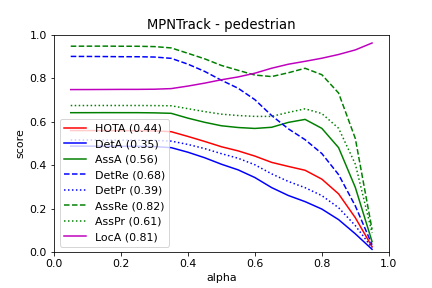 MPNTrack - pedestrian
1.0
0.8
0.6
0.4
0.2
0.0
score
HOTA (0.44)
DetA (0.35)
AssA (0.56)
DetRe (0.68)
DetPr (0.39)
AssRe (0.82)
AssPr (0.61)
LocA (0.81)
0.0 0.2 0.4 0.6 0.8 1.0
alpha